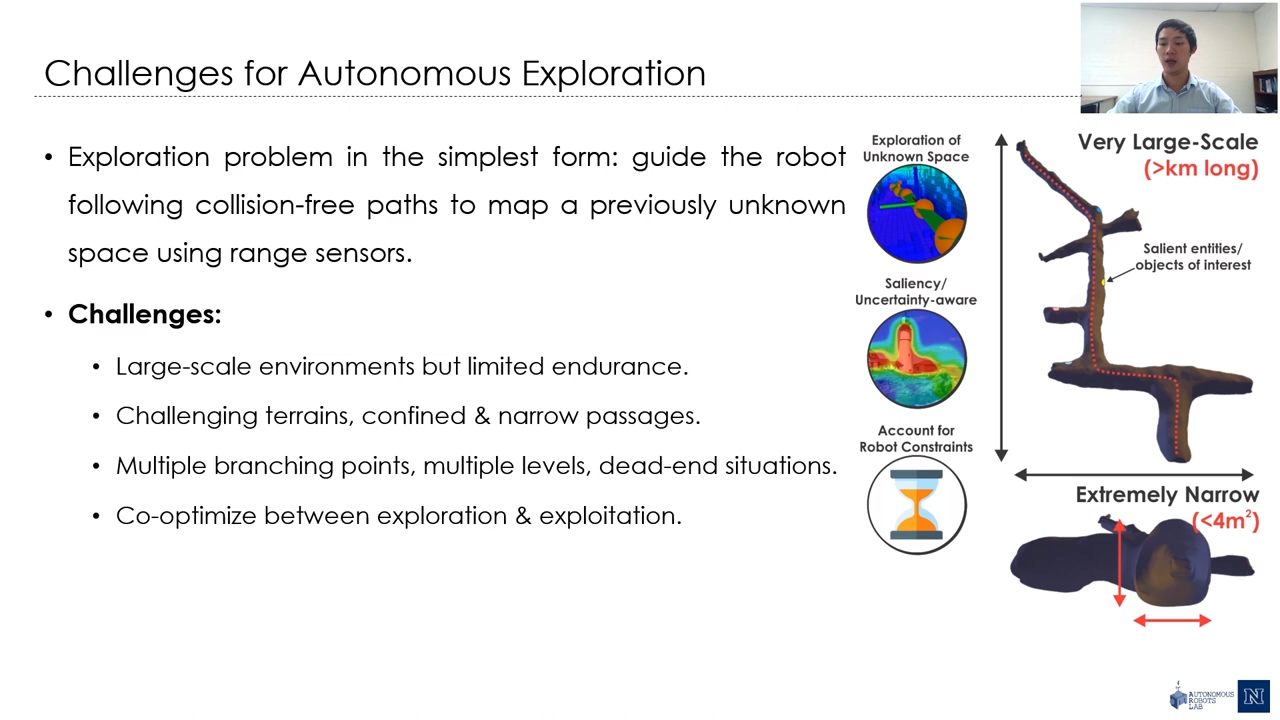 Challenges for Autonomous Exploration
• Exploration problem in the simplest form: guide the robot
following collision-free paths to map a previously unknown
space using range sensors.
• Challenges:
• Large-scale environments but limited endurance.
• Challenging terrains, confined & narrow passages.
• Multiple branching points, multiple levels, dead-end situations.
• Co-optimize between exploration & exploitation.
Exploration of
Unknown Space
Saliency/
Uncertainty-aware
Account for
Robot Constraints
Very Large-Scale
(>km long)
Salient entities/
objects of interest
Extremely Narrow
(<4m²)
AUTONOMOUS
ROBOTS
LAB
N